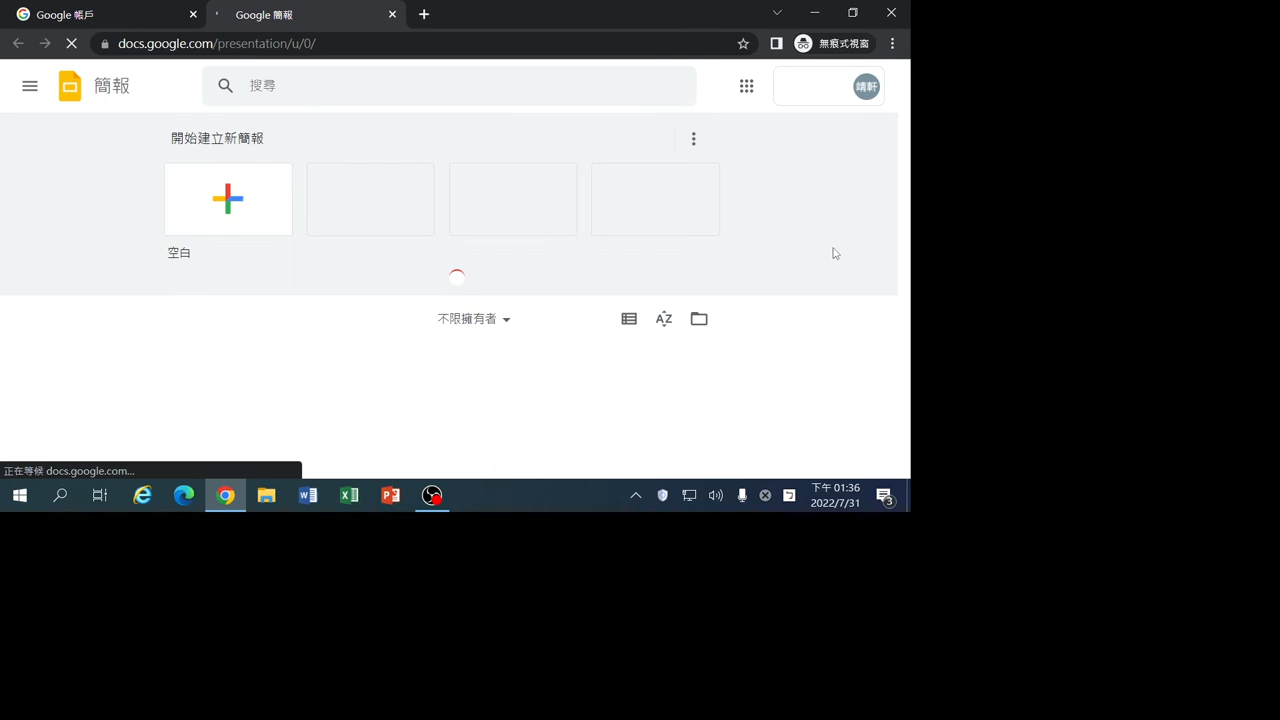 Google 帳戶
Google 簡報
docs.google.com/presentation/u/0/
無痕式視窗
簡報
搜尋
靖軒
開始建立新簡報
空白
不限擁有者
AZ
正在等候 docs.google.com...
下午 01:36
2022/7/31
3